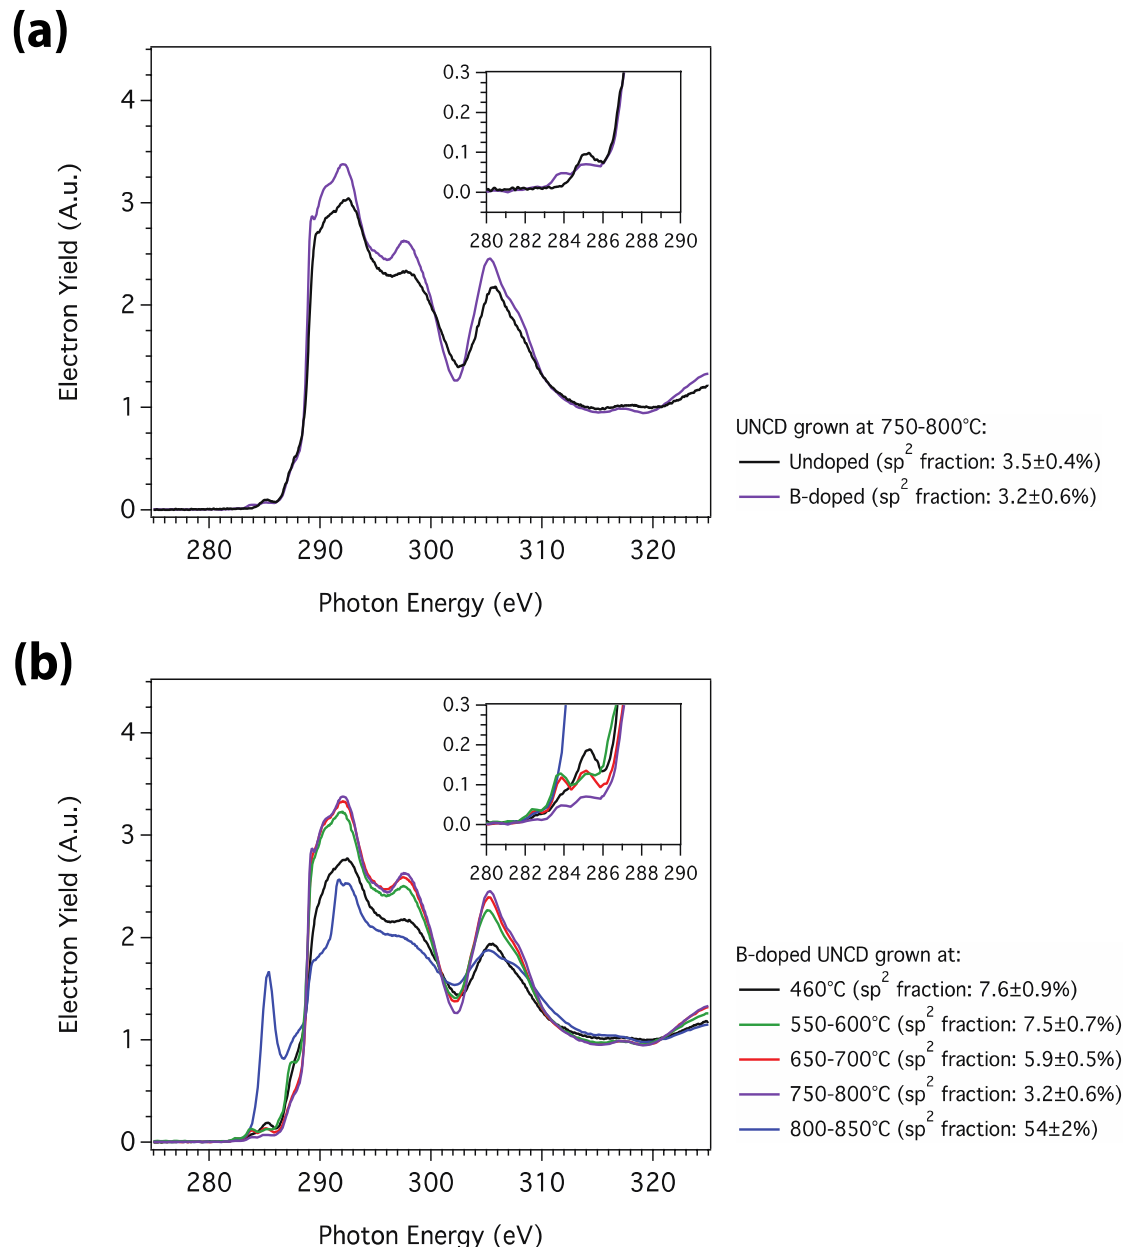 (a)
Electron Yield (A.u.)
4
3
2
1
0
280 290 300 310 320
Photon Energy (eV)
0.3
0.2
0.1
0.0
280 282 284 286 288 290
UNCD grown at 750-800°C:
Undoped (sp² fraction: 3.5±0.4%)
B-doped (sp² fraction: 3.2±0.6%)
(b)
Electron Yield (A.u.)
4
3
2
1
0
280 290 300 310 320
Photon Energy (eV)
0.3
0.2
0.1
0.0
280 282 284 286 288 290
B-doped UNCD grown at:
460°C (sp² fraction: 7.6±0.9%)
550-600°C (sp² fraction: 7.5±0.7%)
650-700°C (sp² fraction: 5.9±0.5%)
750-800°C (sp² fraction: 3.2±0.6%)
800-850°C (sp² fraction: 54±2%)